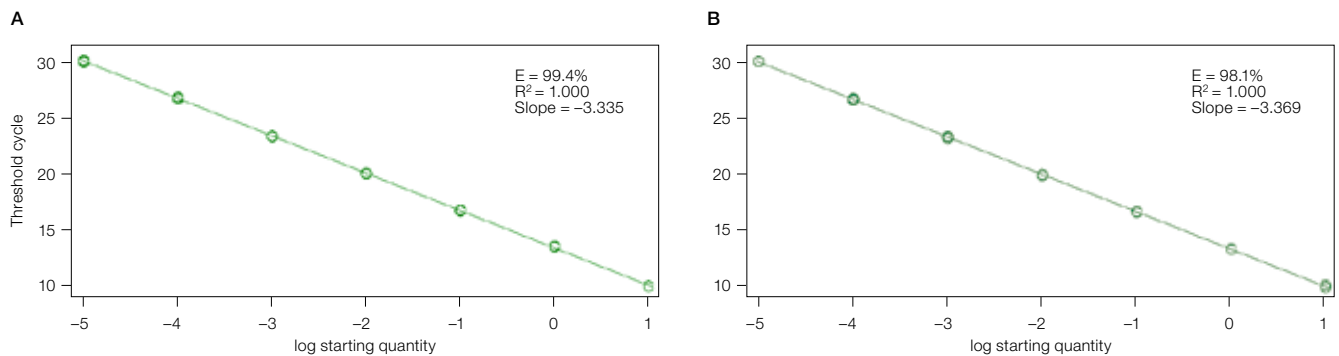 A
Threshold cycle
30
25
20
15
10
E = 99.4%
R² = 1.000
Slope = –3.335
–5 –4 –3 –2 –1 0 1
log starting quantity
B
30
25
20
15
10
E = 98.1%
R² = 1.000
Slope = –3.369
–5 –4 –3 –2 –1 0 1
log starting quantity